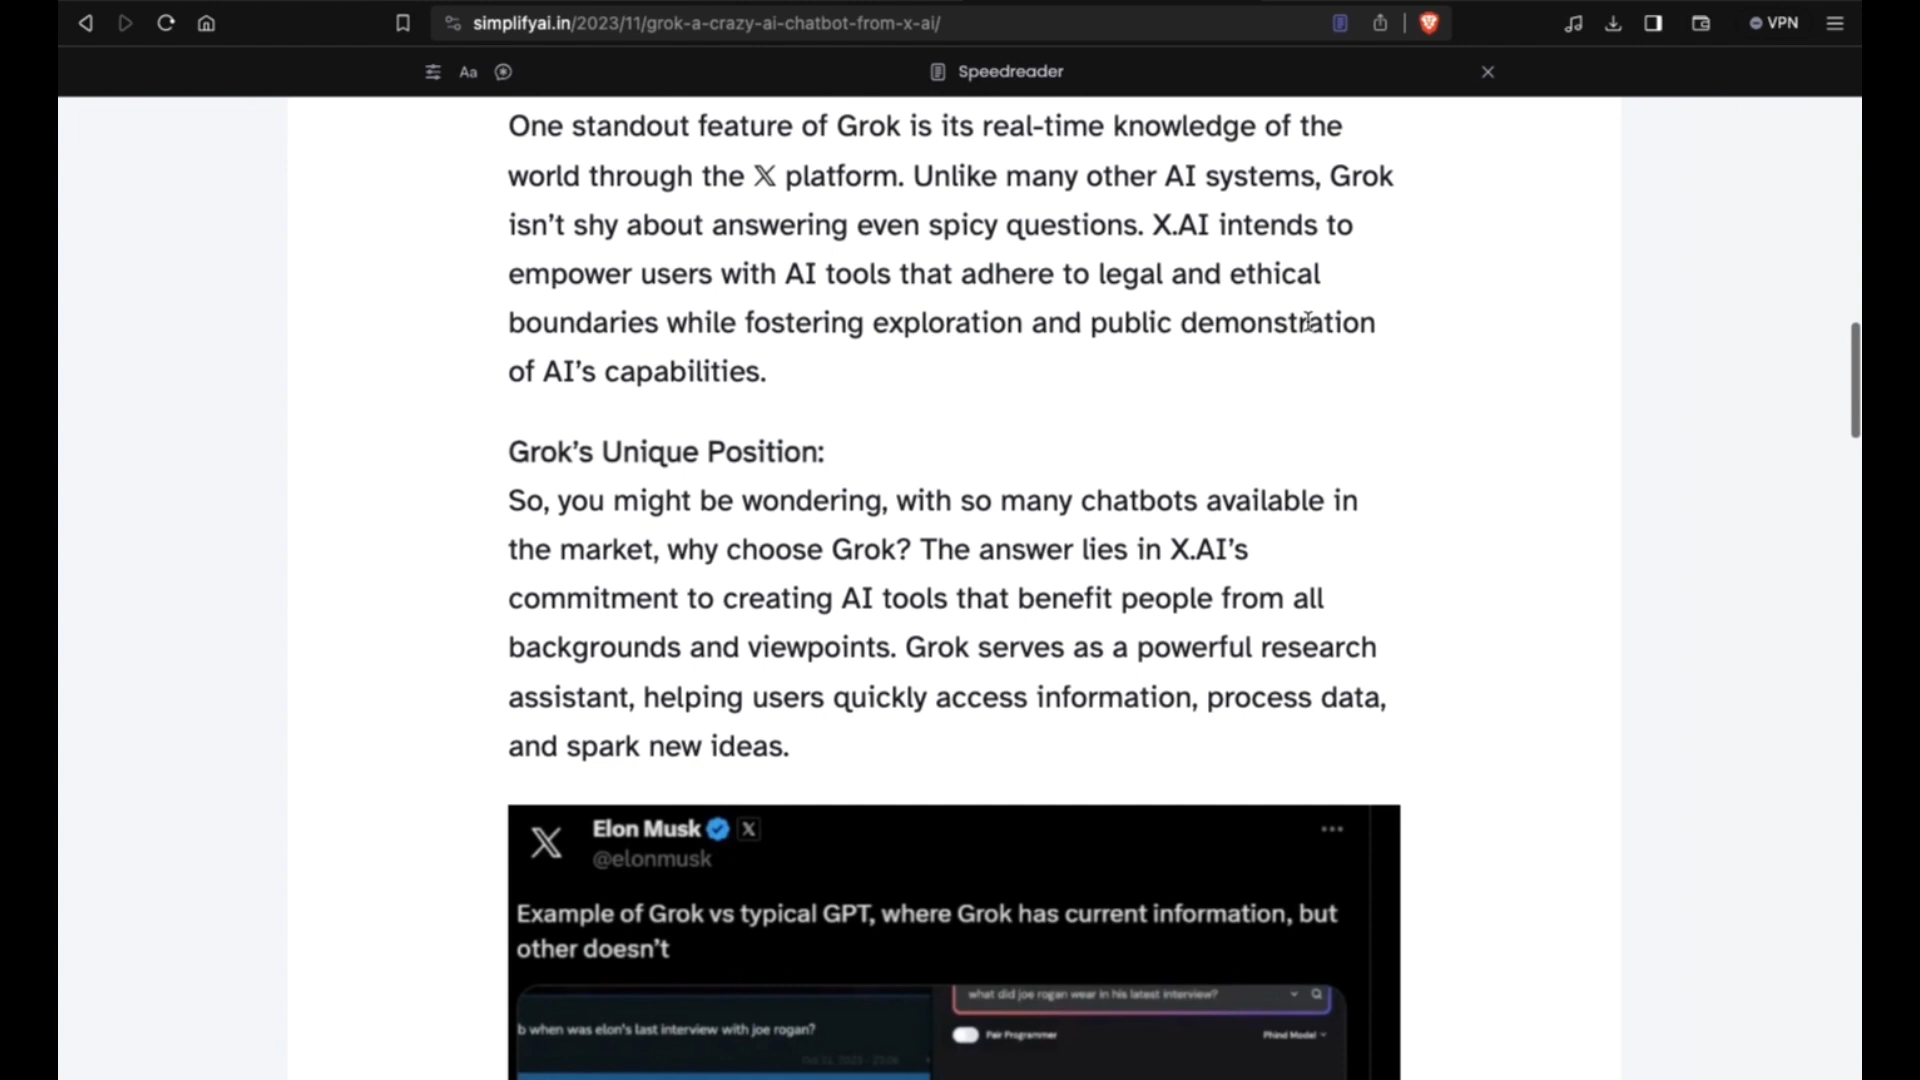 simplifyai.in/2023/11/grok-a-crazy-ai-chatbot-from-x-ai/
VPN
Aa
Speedreader
One standout feature of Grok is its real-time knowledge of the
world through the 𝕏 platform. Unlike many other AI systems, Grok
isn’t shy about answering even spicy questions. X.AI intends to
empower users with AI tools that adhere to legal and ethical
boundaries while fostering exploration and public demonstration
of AI’s capabilities.
Grok’s Unique Position:
So, you might be wondering, with so many chatbots available in
the market, why choose Grok? The answer lies in X.AI’s
commitment to creating AI tools that benefit people from all
backgrounds and viewpoints. Grok serves as a powerful research
assistant, helping users quickly access information, process data,
and spark new ideas.
Elon Musk
@elonmusk
Example of Grok vs typical GPT, where Grok has current information, but
other doesn’t
what did joe rogan wear in his latest interview?
b when was elon's last interview with joe rogan?
Pair Programmer
Phind Model